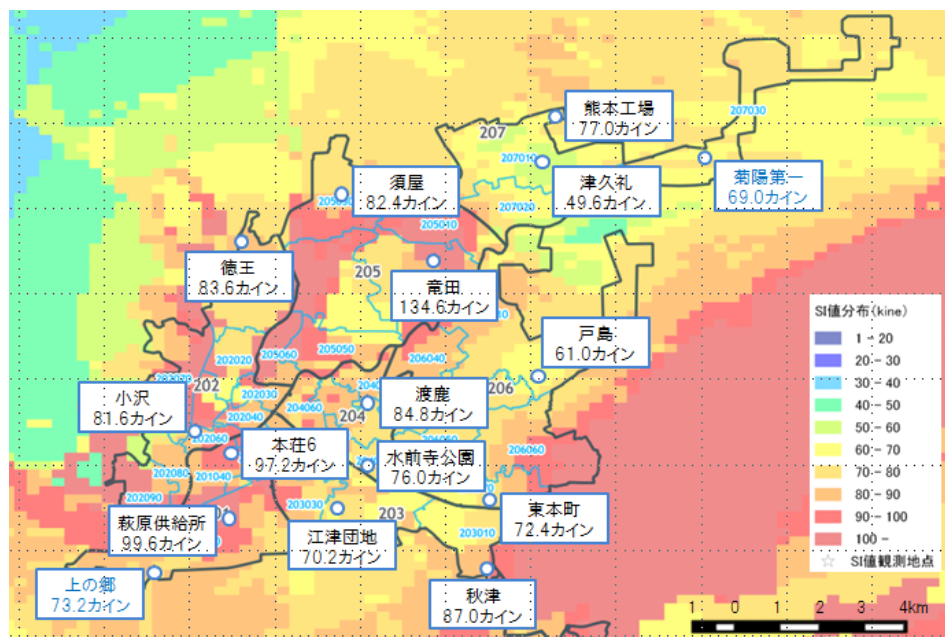 207030
207
熊本工場
77.0カイン
207010
須屋
82.4カイン
津久礼
49.6カイン
菊陽第一
69.0カイン
207020
205010
徳王
83.6カイン
205
竜田
134.6カイン
SI値分布(kine)
1 - 20
20 - 30
30 - 40
40 - 50
50 - 60
60 - 70
70 - 80
80 - 90
90 - 100
100 -
SI値観測地点
戸島
61.0カイン
205050
205060
202020
206040
202
206
小沢
81.6カイン
202030
204060
204
渡鹿
84.8カイン
202040
202060
本荘6
97.2カイン
水前寺公園
76.0カイン
206060
202080
201040
202090
203030
203
東本町
72.4カイン
萩原供給所
99.6カイン
江津団地
70.2カイン
203010
上の郷
73.2カイン
秋津
87.0カイン
1 0 1 2 3 4km